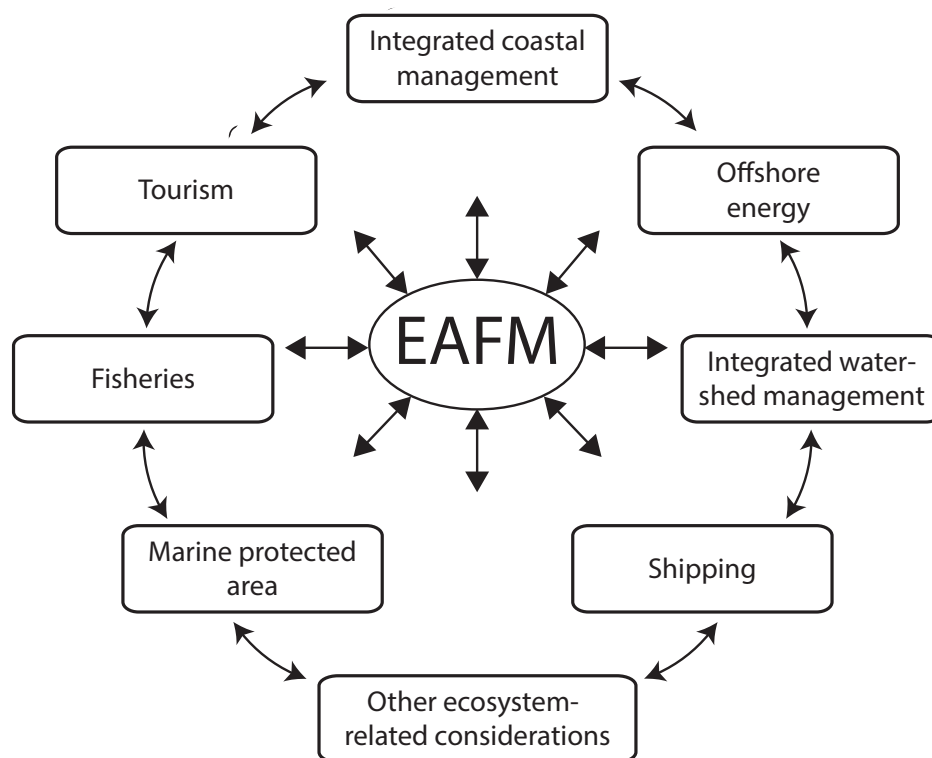 Integrated coastal
management
Tourism
Offshore
energy
EAFM
Fisheries
Integrated water-
shed management
Marine protected
area
Shipping
Other ecosystem-
related considerations